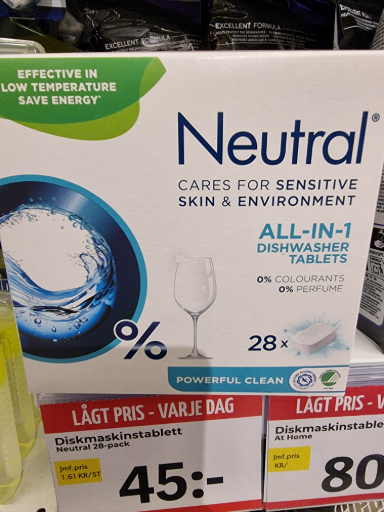 EXCELLENT FORMULA
EXCELLENT FORMULA
EFFECTIVE IN
LOW TEMPERATURE
SAVE ENERGY*
Neutral®
CARES FOR SENSITIVE
SKIN & ENVIRONMENT
ALL-IN-1
DISHWASHER
TABLETS
0% COLOURANTS
0% PERFUME
%
28x
POWERFUL CLEAN
LÅGT PRIS - VARJE DAG
Diskmaskinstablett
Neutral 28-pack
Jmf.pris
1.61 KR/ST
45:-
LÅGT PRIS - V
Diskmaskinstable
At Home
Jmf.pris
KR/
80